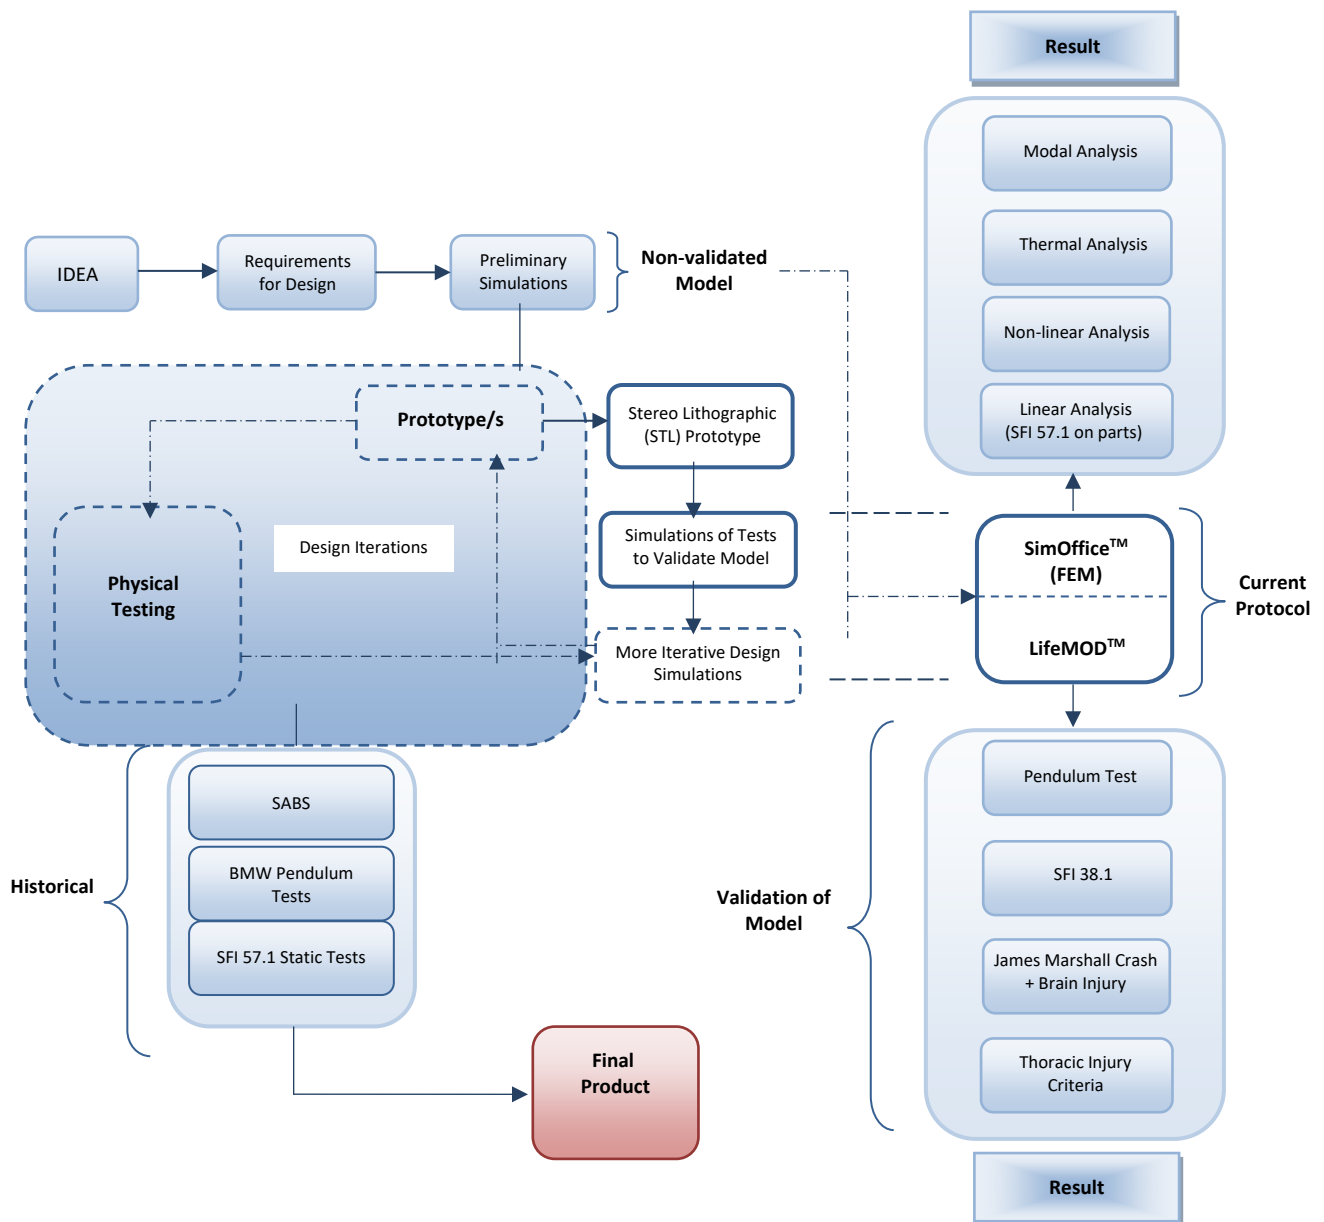 Result
Modal Analysis
Thermal Analysis
Non-linear Analysis
Linear Analysis
(SFI 57.1 on parts)
IDEA
Requirements
for Design
Preliminary
Simulations
Non-validated
Model
Prototype/s
Stereo Lithographic
(STL) Prototype
Design Iterations
Physical
Testing
Simulations of Tests
to Validate Model
More Iterative Design
Simulations
SimOffice™
(FEM)
LifeMOD™
Current
Protocol
Historical
SABS
BMW Pendulum
Tests
SFI 57.1 Static Tests
Final
Product
Validation of
Model
Pendulum Test
SFI 38.1
James Marshall Crash
+ Brain Injury
Thoracic Injury
Criteria
Result